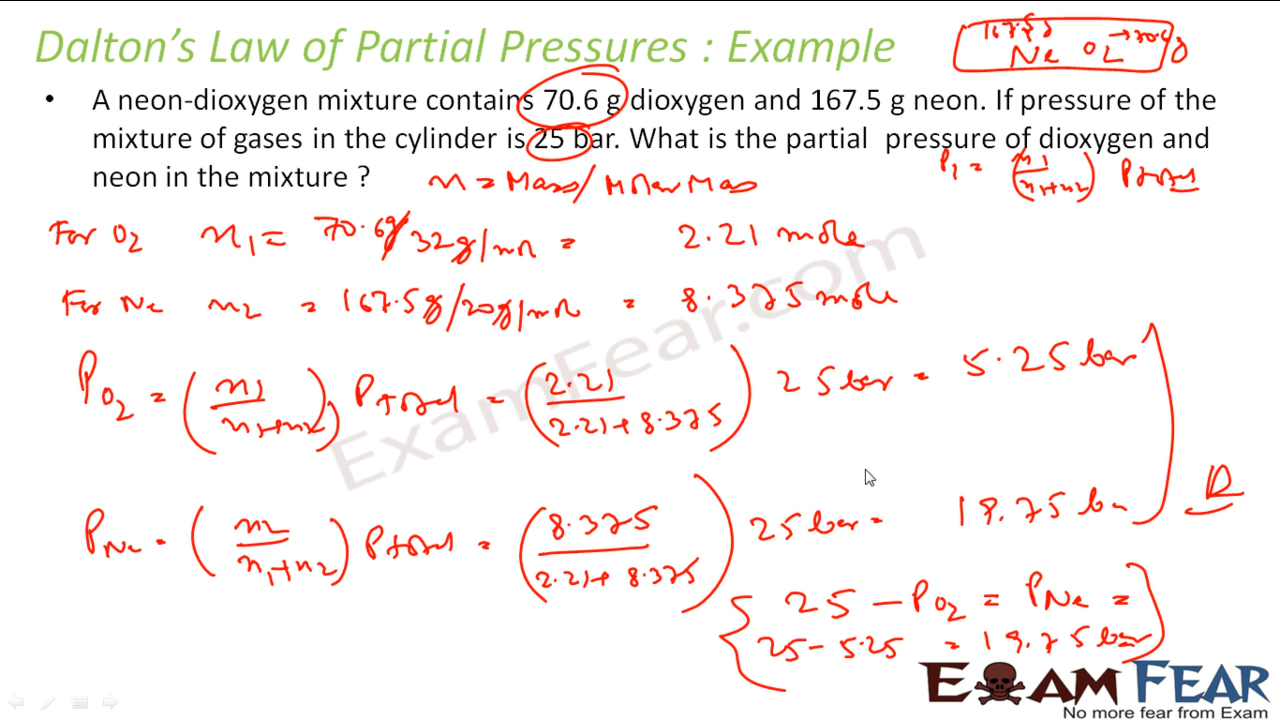 Dalton's Law of Partial Pressures : Example
167.5 g
Ne O2 → 70.6 g
• A neon-dioxygen mixture contains 70.6 g dioxygen and 167.5 g neon. If pressure of the
mixture of gases in the cylinder is 25 bar. What is the partial pressure of dioxygen and
neon in the mixture ?
n = Mass/Molar Mass
P1 = (n1/n1+n2) Ptotal
For O2 n1 = 70.6g/32g/mol = 2.21 mole
For Ne n2 = 167.5g/20g/mol = 8.375 mole
PO2 = (n1/n1+n2) Ptotal = (2.21/2.21+8.375) 25 bar = 5.25 bar
PNe = (n2/n1+n2) Ptotal = (8.375/2.21+8.375) 25 bar = 19.75 bar
25 - PO2 = PNe =
25 - 5.25 = 19.75 bar
ExamFear.com
EXAM FEAR
No more fear from Exam